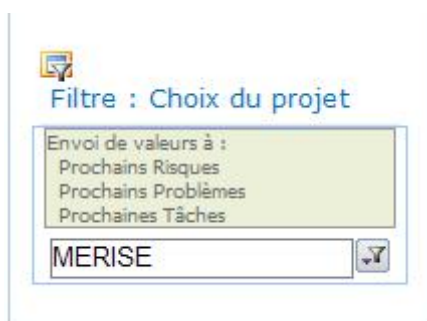 Filtre : Choix du projet
Envoi de valeurs à :
Prochains Risques
Prochains Problèmes
Prochaines Tâches
MERISE